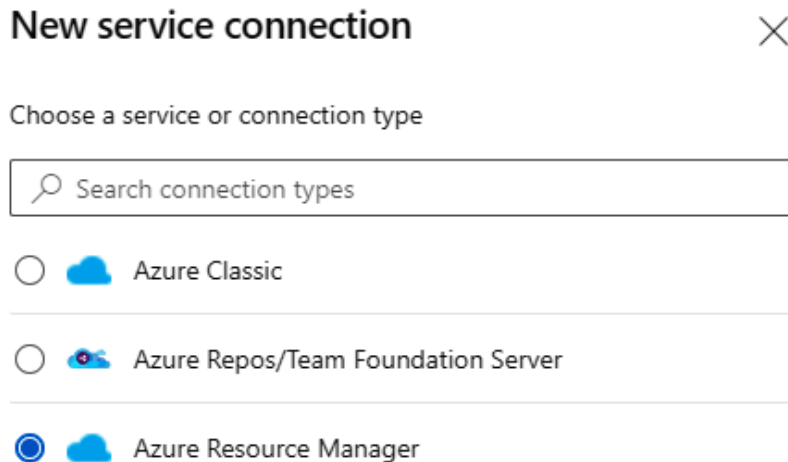 New service connection
Choose a service or connection type
Search connection types
Azure Classic
Azure Repos/Team Foundation Server
Azure Resource Manager